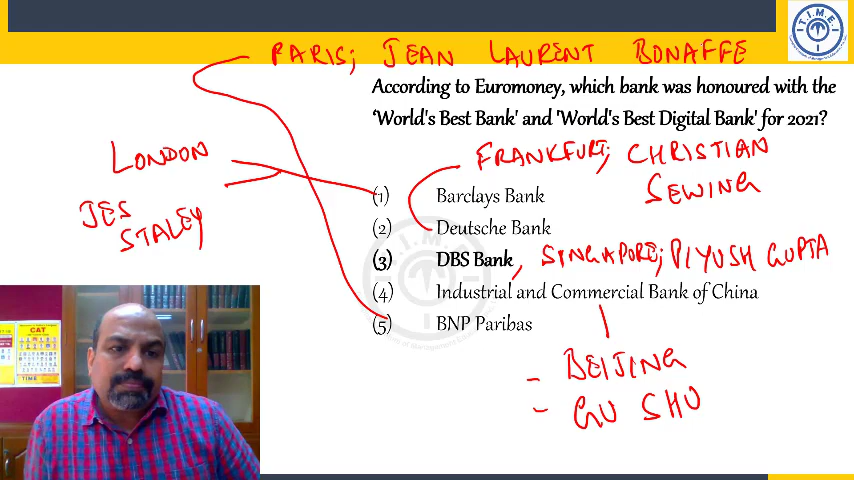 T.I.M.E.
PARIS; JEAN LAURENT BONAFFE
According to Euromoney, which bank was honoured with the
‘World's Best Bank' and 'World's Best Digital Bank' for 2021?
LONDON
FRANKFURT; CHRISTIAN
SEWING
(1) Barclays Bank
JES
STALEY
(2) Deutsche Bank
(3) DBS Bank, SINGAPORE; PIYUSH GUPTA
(4) Industrial and Commercial Bank of China
(5) BNP Paribas
CAT
TIME
- BEIJING
- GU SHU